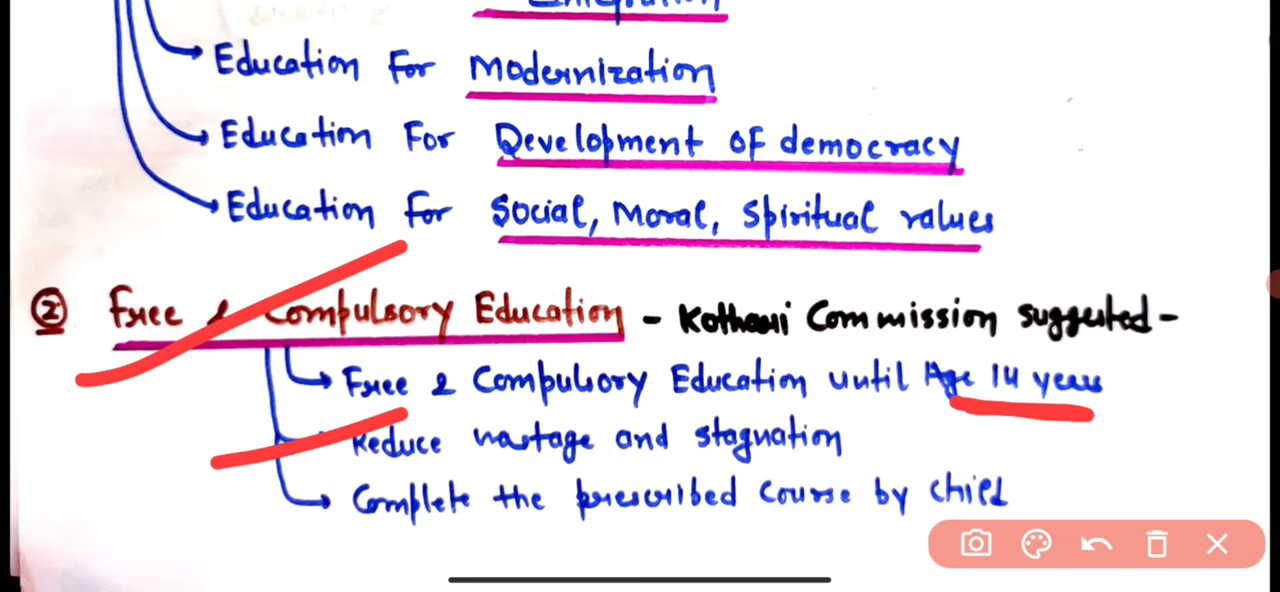 Education for Modernization
Education For Development of democracy
Education for Social, Moral, Spiritual values
② Free & Compulsory Education - Kothari Commission suggested -
Free & Compulsory Education until Age 14 years
Reduce wastage and stagnation
Complete the prescribed course by child